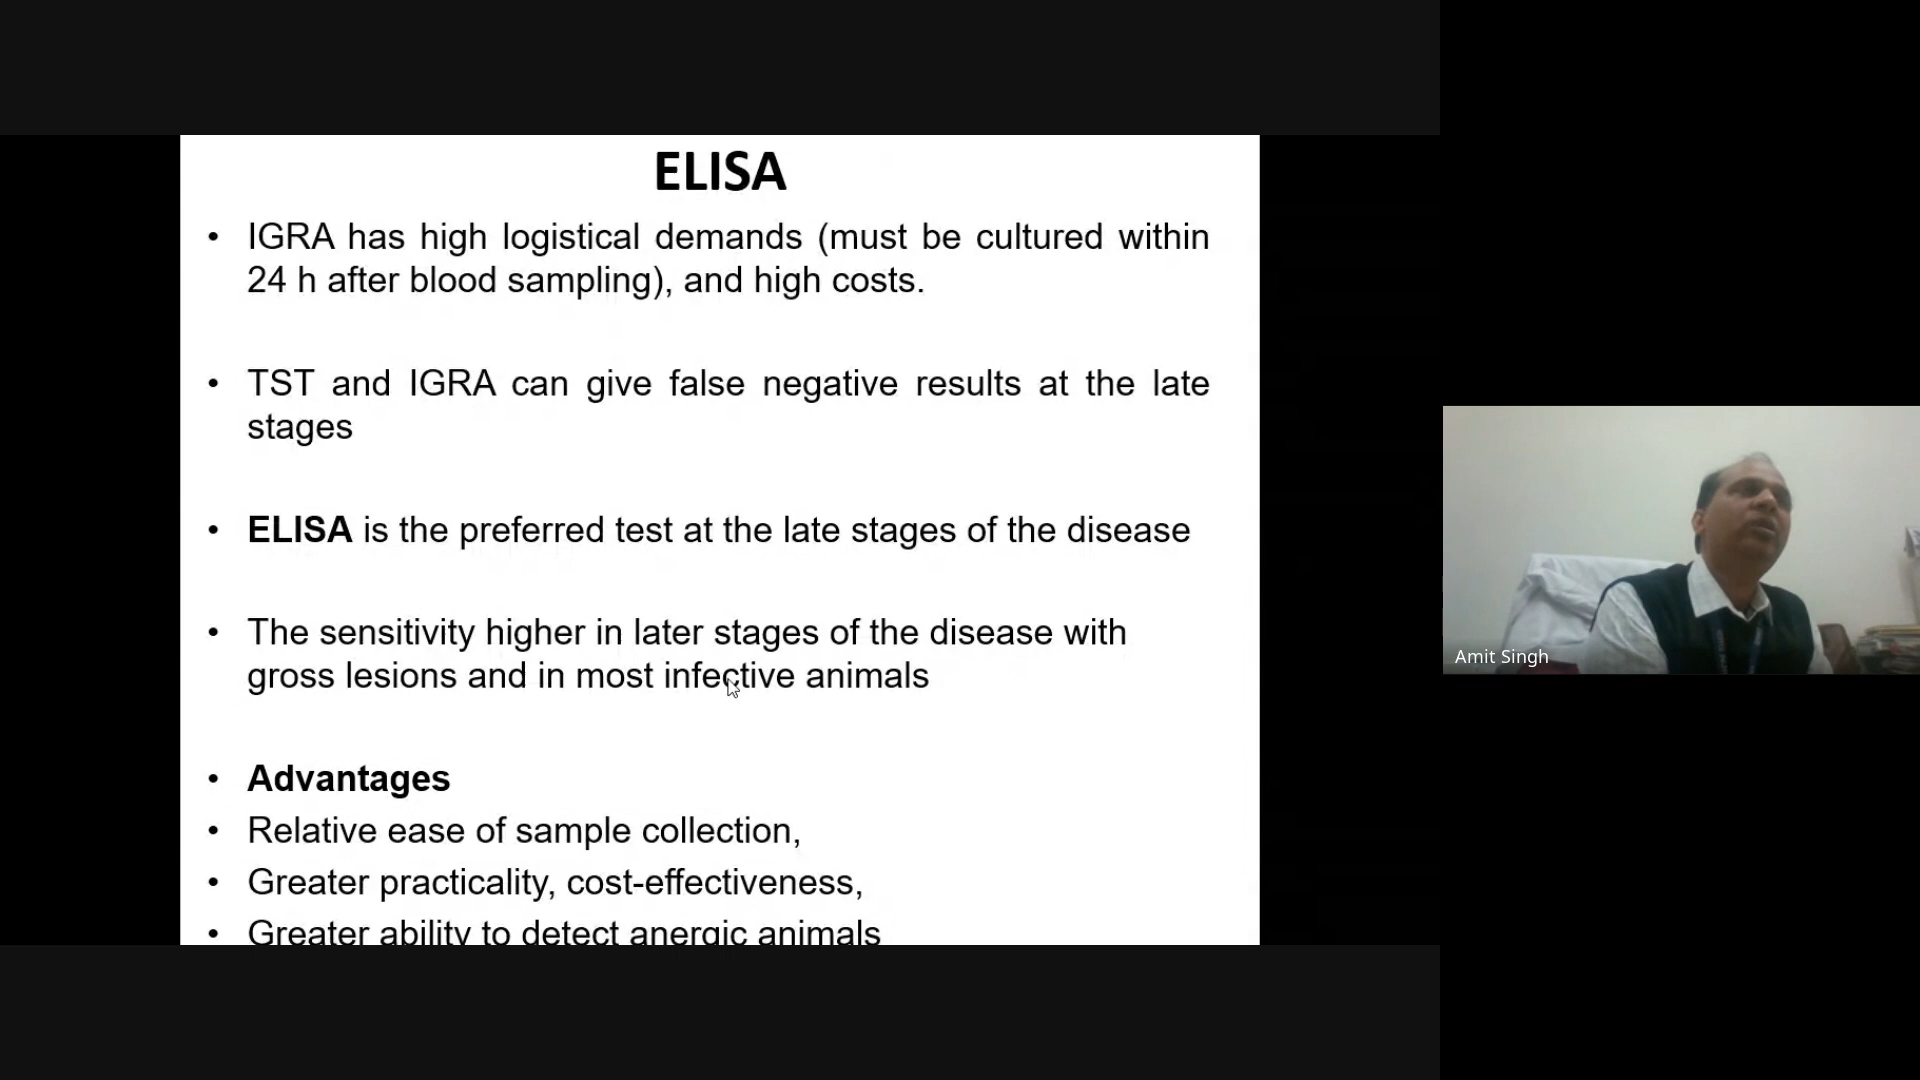 ELISA
• IGRA has high logistical demands (must be cultured within
24 h after blood sampling), and high costs.
• TST and IGRA can give false negative results at the late
stages
• ELISA is the preferred test at the late stages of the disease
• The sensitivity higher in later stages of the disease with
gross lesions and in most infective animals
• Advantages
• Relative ease of sample collection,
• Greater practicality, cost-effectiveness,
• Greater ability to detect anergic animals
Amit Singh